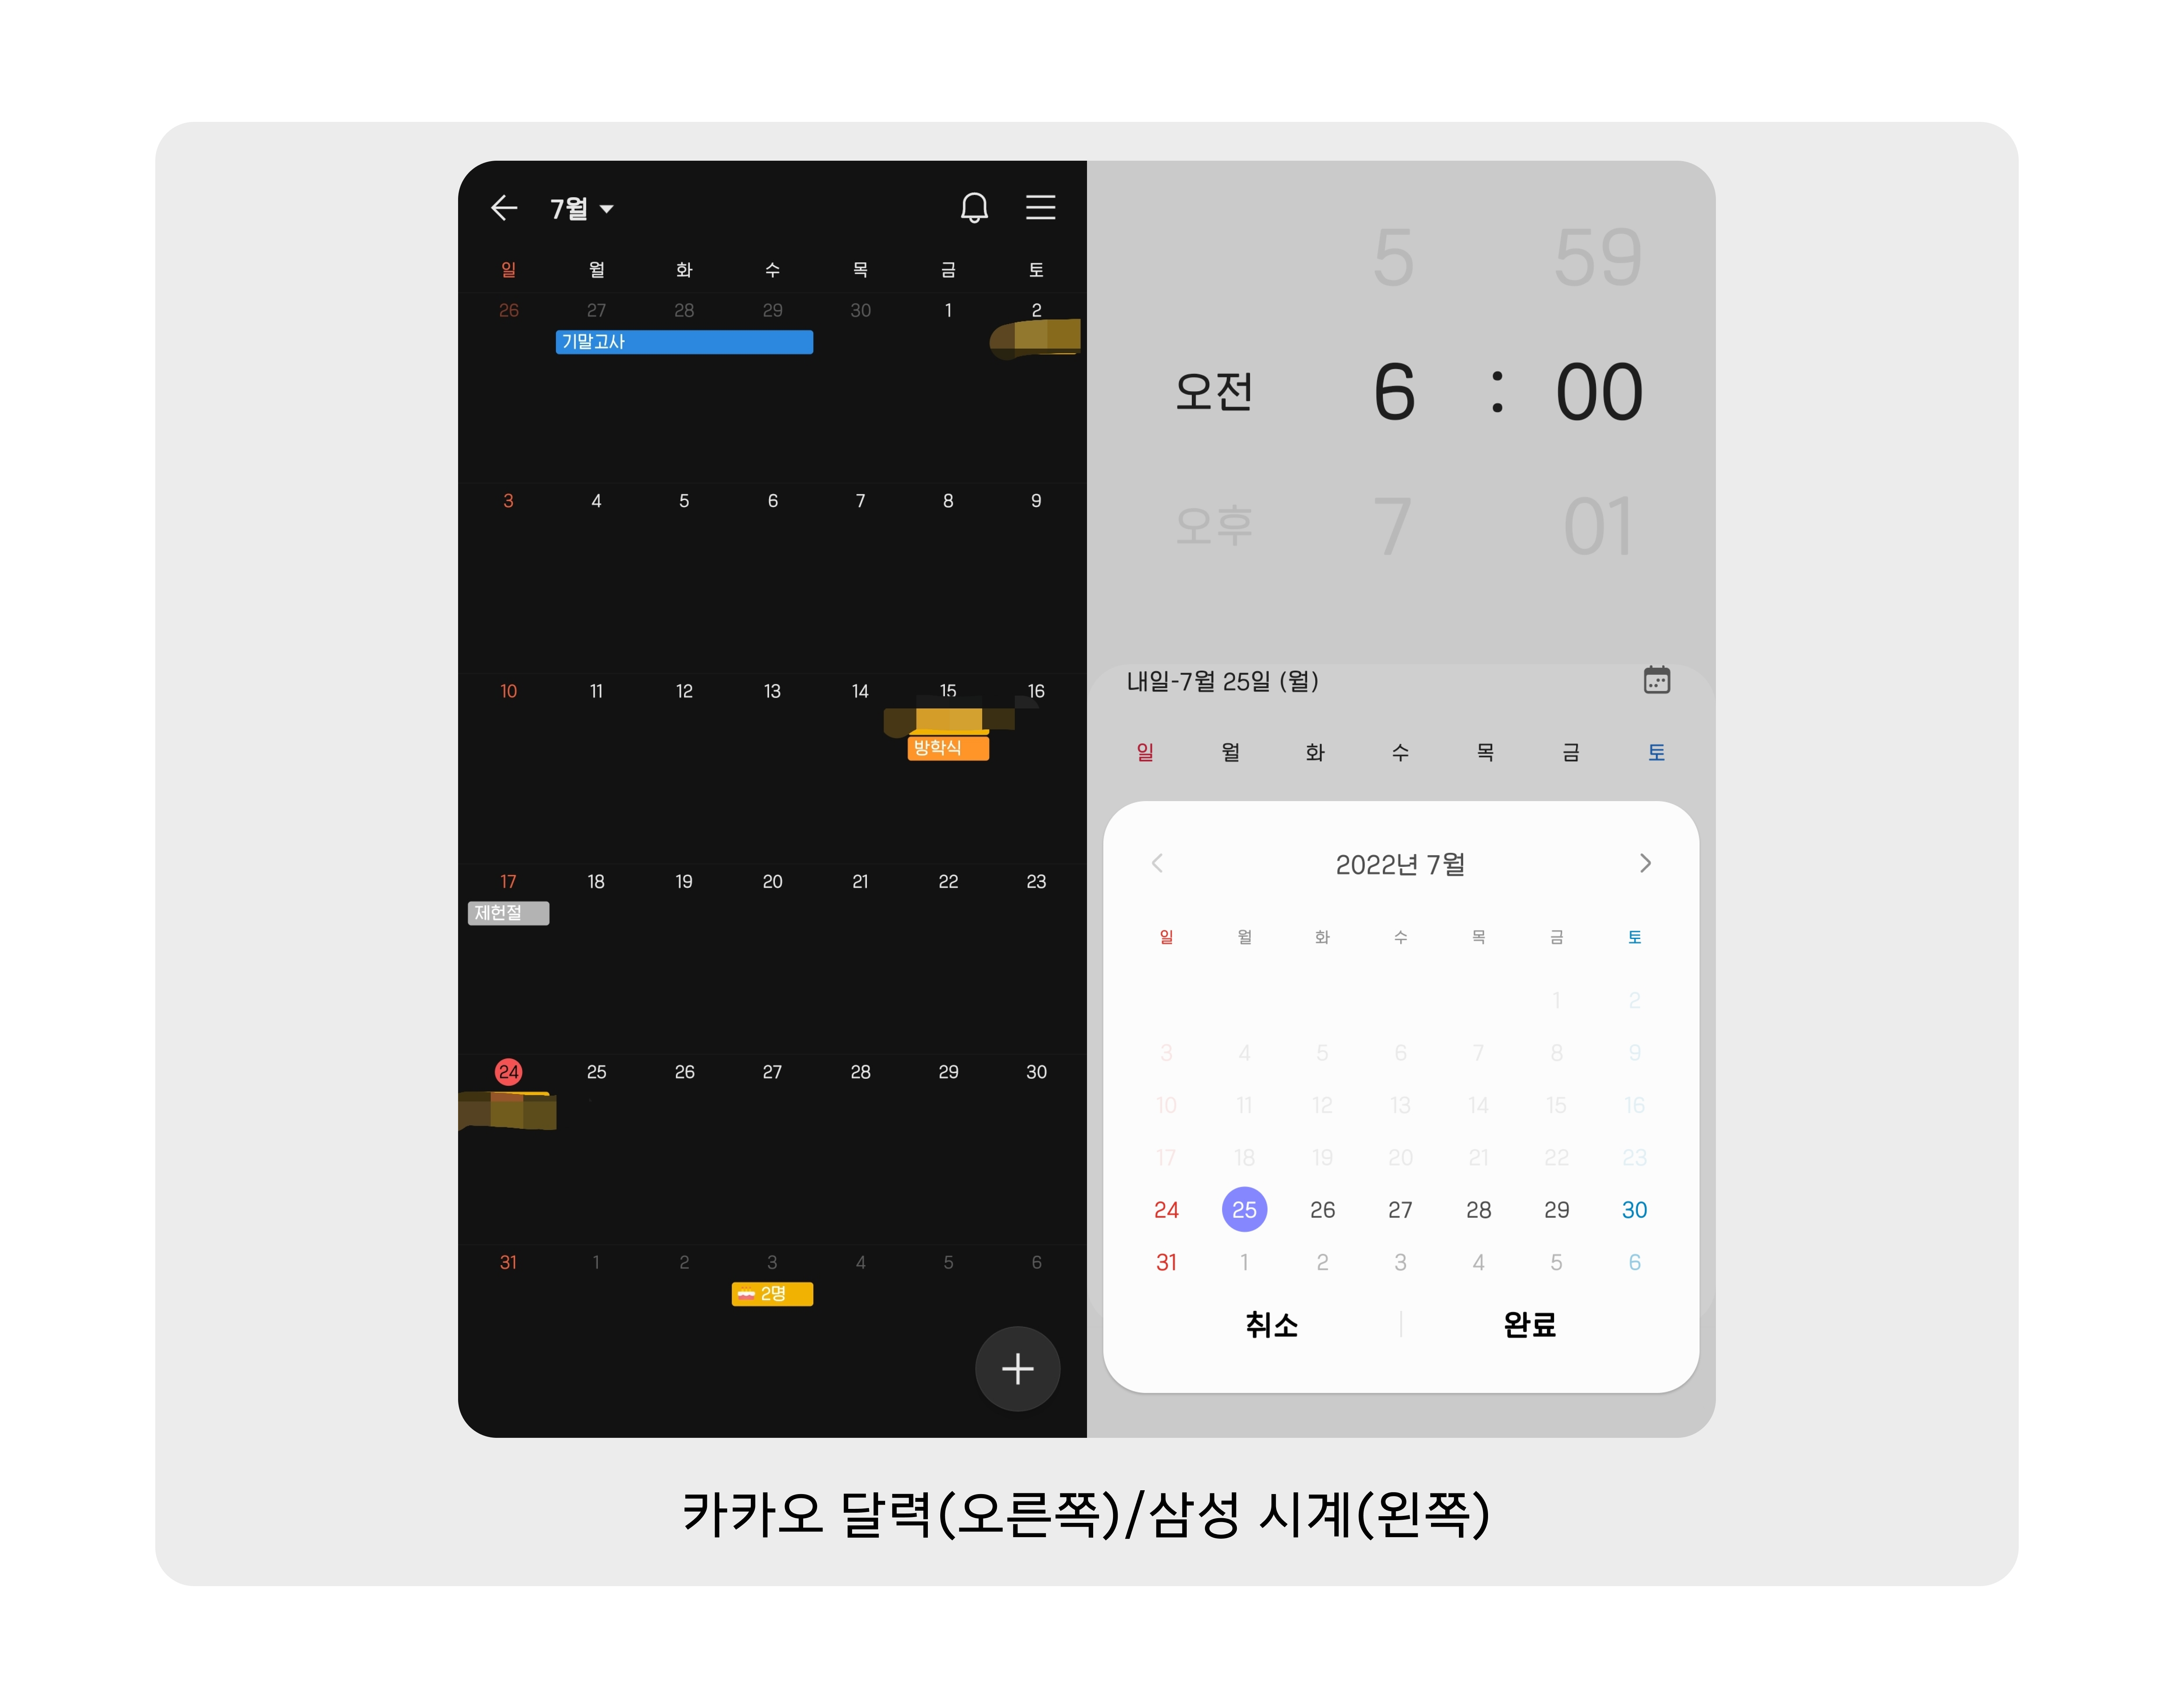 7월
일 월 화 수 목 금 토
26 27 28 29 30 1 2
기말고사
3 4 5 6 7 8 9
10 11 12 13 14 15 16
방학식
17 18 19 20 21 22 23
제헌절
24 25 26 27 28 29 30
31 1 2 3 4 5 6
2명
5 59
오전 6 : 00
오후 7 01
내일-7월 25일 (월)
일 월 화 수 목 금 토
2022년 7월
일 월 화 수 목 금 토
1 2
3 4 5 6 7 8 9
10 11 12 13 14 15 16
17 18 19 20 21 22 23
24 25 26 27 28 29 30
31 1 2 3 4 5 6
취소 완료
카카오 달력(오른쪽)/삼성 시계(왼쪽)